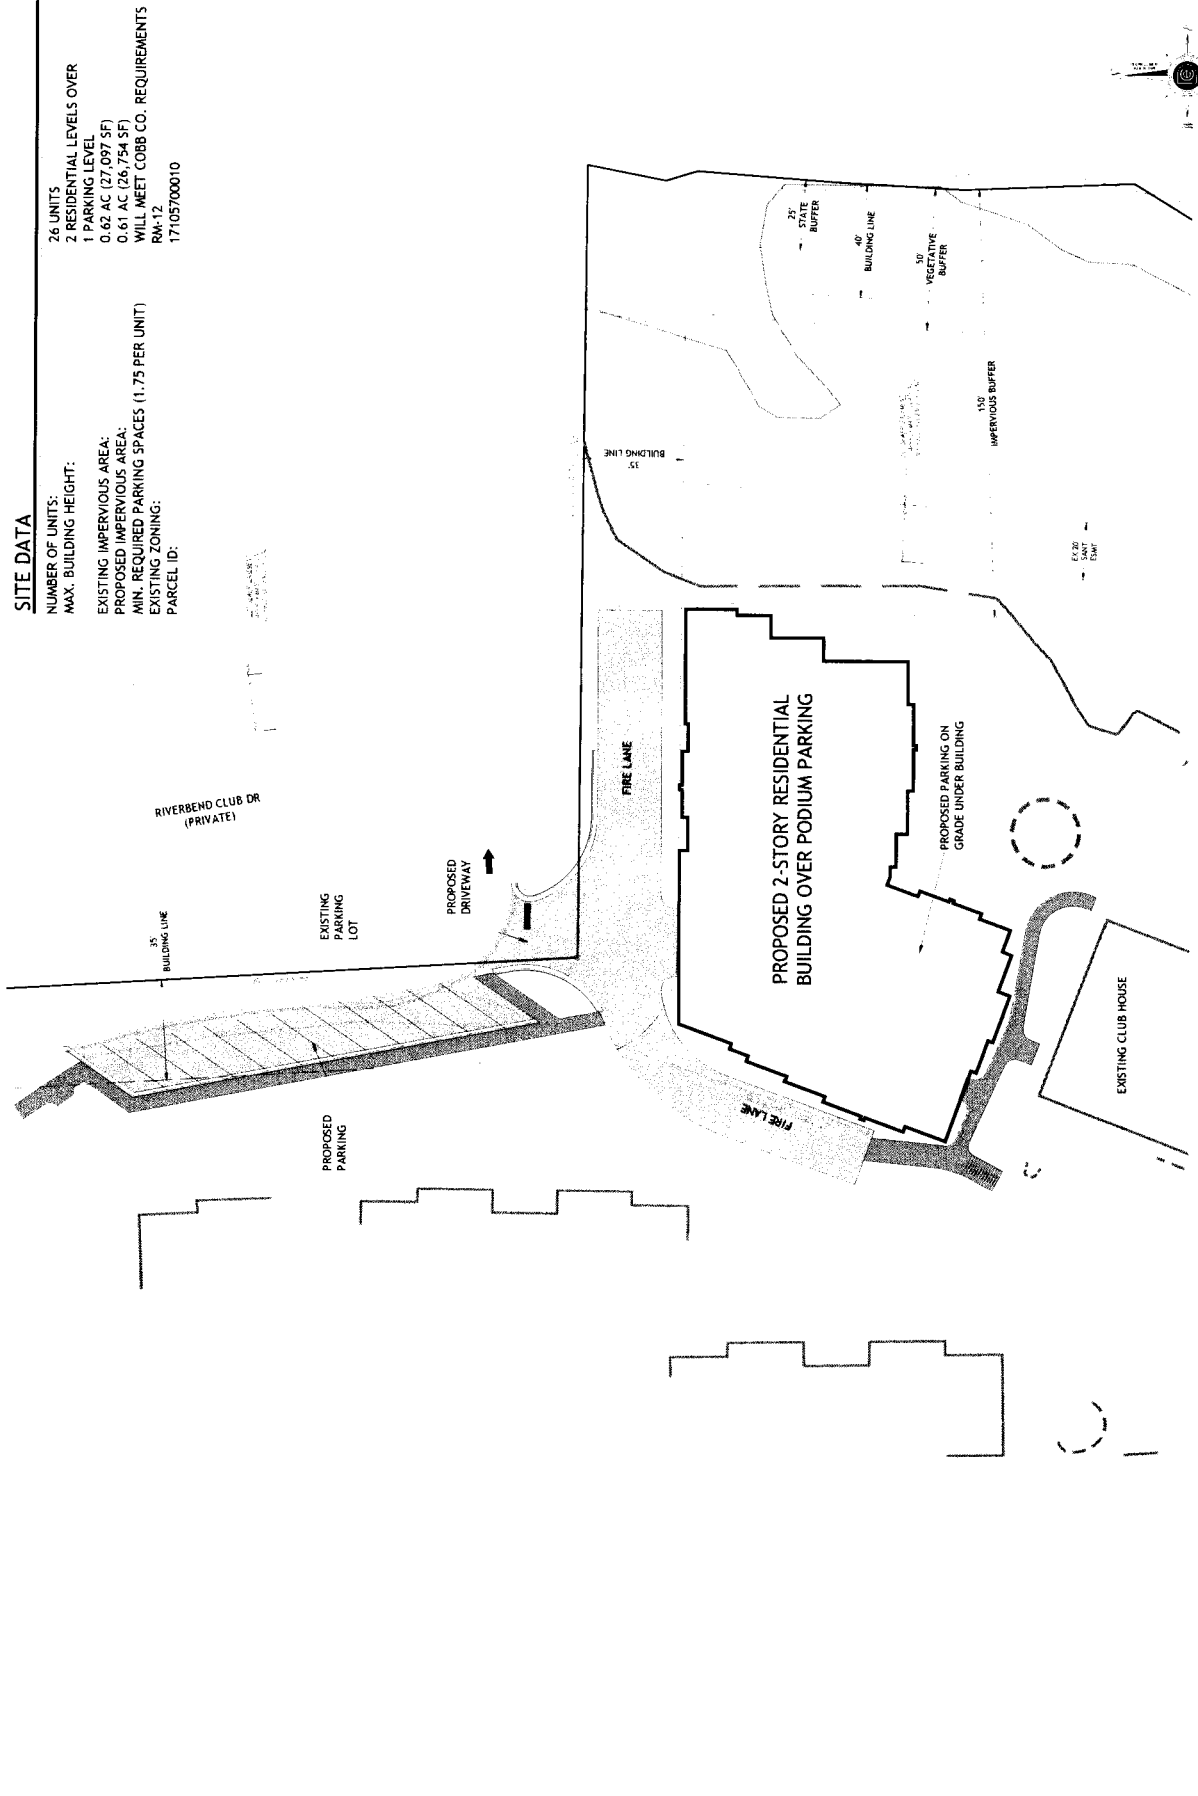 SITE DATA
NUMBER OF UNITS: 26 UNITS
MAX. BUILDING HEIGHT: 2 RESIDENTIAL LEVELS OVER
1 PARKING LEVEL
EXISTING IMPERVIOUS AREA: 0.62 AC (27,097 SF)
PROPOSED IMPERVIOUS AREA: 0.61 AC (26,754 SF)
MIN. REQUIRED PARKING SPACES (1.75 PER UNIT) WILL MEET COBB CO. REQUIREMENTS
EXISTING ZONING: RM-12
PARCEL ID: 17105700010
RIVERBEND CLUB DR
(PRIVATE)
35'
BUILDING LINE
EXISTING
PARKING
LOT
PROPOSED
DRIVEWAY
PROPOSED
PARKING
FIRE LANE
FIRE LANE
35'
BUILDING LINE
25'
STATE
BUFFER
40'
BUILDING LINE
50'
VEGETATIVE
BUFFER
150'
IMPERVIOUS BUFFER
EX 20'
SANT
ESMT
PROPOSED 2-STORY RESIDENTIAL
BUILDING OVER PODIUM PARKING
PROPOSED PARKING ON
GRADE UNDER BUILDING
EXISTING CLUB HOUSE